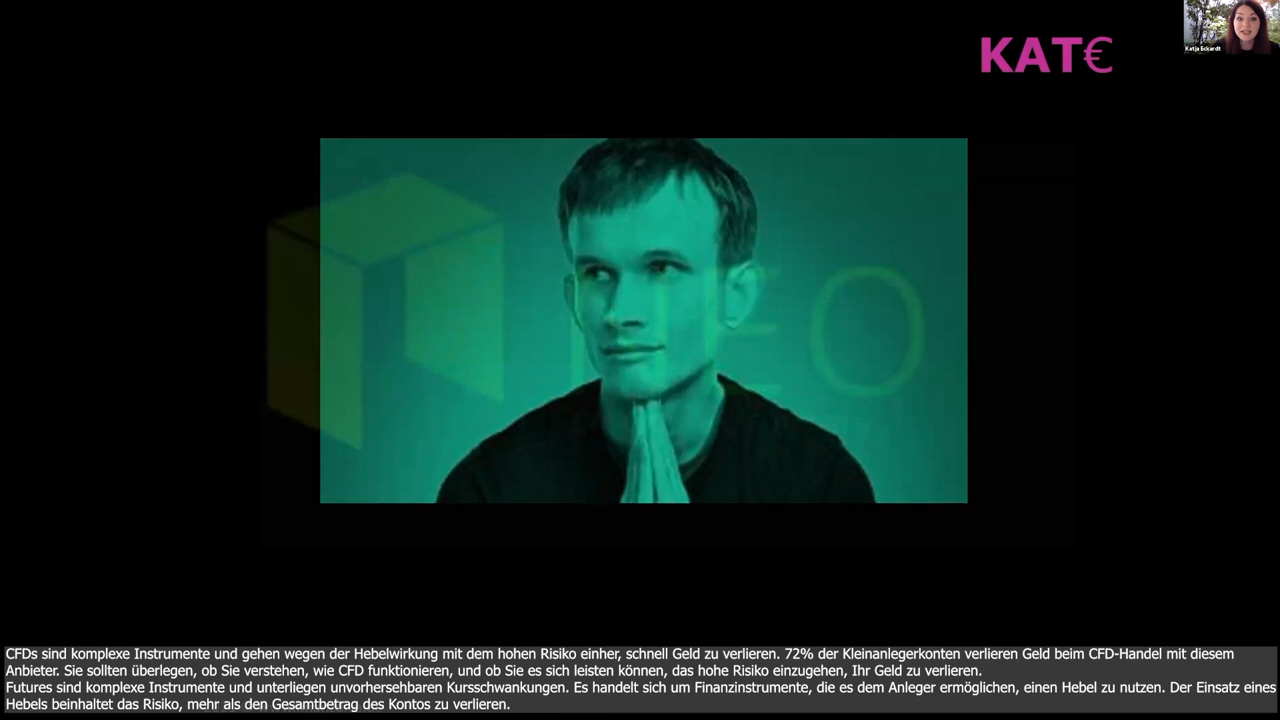 KAT€
Katja Eckardt
NEO
CFDs sind komplexe Instrumente und gehen wegen der Hebelwirkung mit dem hohen Risiko einher, schnell Geld zu verlieren. 72% der Kleinanlegerkonten verlieren Geld beim CFD-Handel mit diesem
Anbieter. Sie sollten überlegen, ob Sie verstehen, wie CFD funktionieren, und ob Sie es sich leisten können, das hohe Risiko einzugehen, Ihr Geld zu verlieren.
Futures sind komplexe Instrumente und unterliegen unvorhersehbaren Kursschwankungen. Es handelt sich um Finanzinstrumente, die es dem Anleger ermöglichen, einen Hebel zu nutzen. Der Einsatz eines
Hebels beinhaltet das Risiko, mehr als den Gesamtbetrag des Kontos zu verlieren.